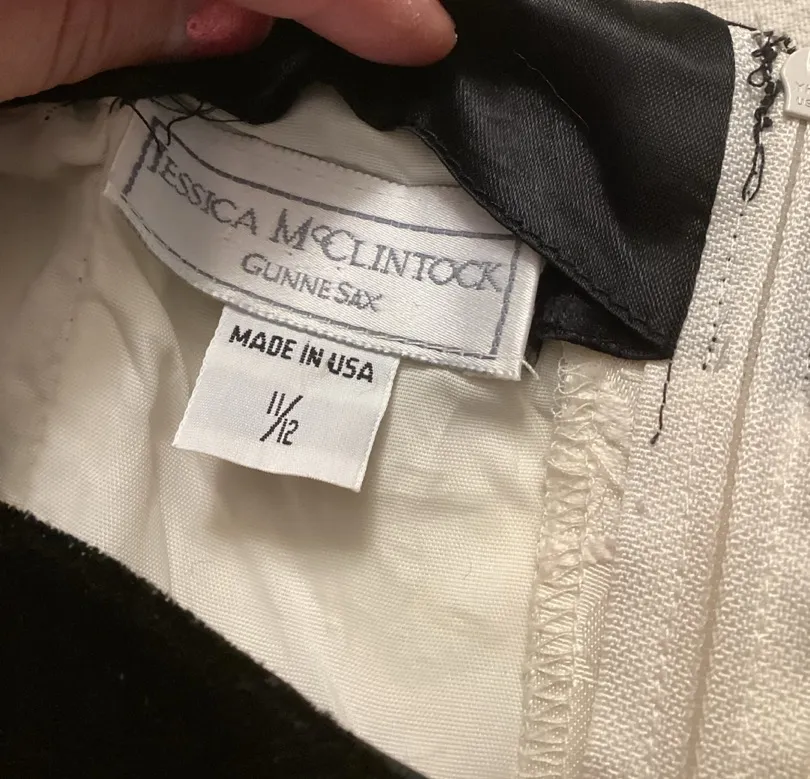 JESSICA McCLINTOCK
GUNNE SAX
MADE IN USA
11/12